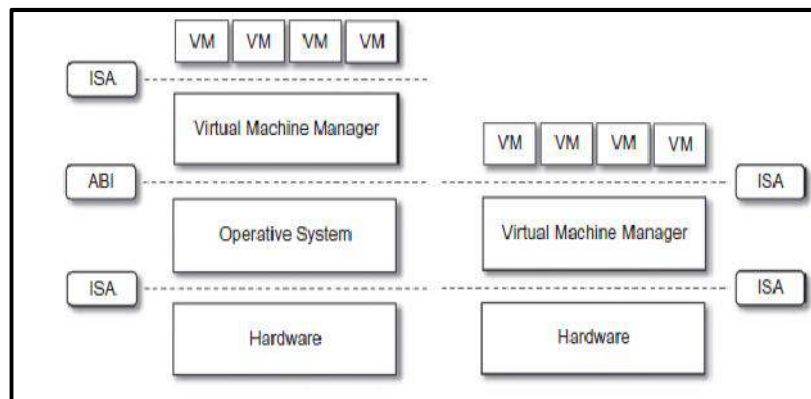 VM VM VM VM
ISA
Virtual Machine Manager
VM VM VM VM
ABI
ISA
Operative System
Virtual Machine Manager
ISA
ISA
Hardware
Hardware